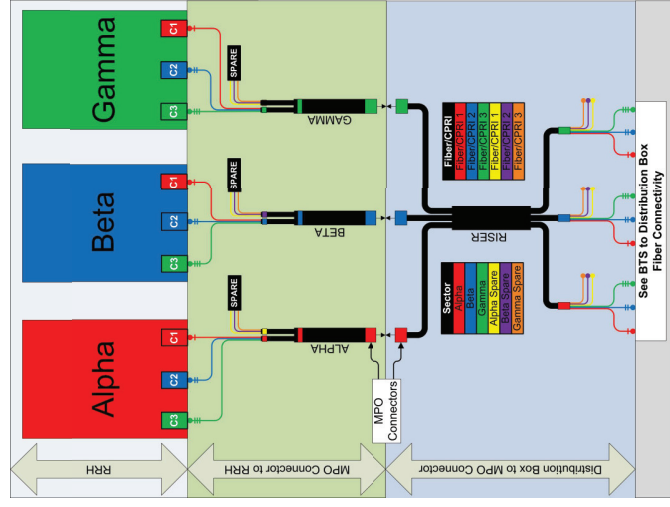 Alpha
Beta
Gamma
C3
C2
C1
C3
C2
C1
C3
C2
C1
SPARE
SPARE
SPARE
ALPHA
BETA
GAMMA
MPO
Connectors
RISER
Sector
Alpha
Beta
Gamma
Alpha Spare
Beta Spare
Gamma Spare
Fiber/CPRI
Fiber/CPRI 1
Fiber/CPRI 2
Fiber/CPRI 3
Fiber/CPRI 1
Fiber/CPRI 2
Fiber/CPRI 3
See BTS to Distriburion Box
Fiber Connectivity
RRH
MPO Connector to RRH
Distribution Box to MPO Connector